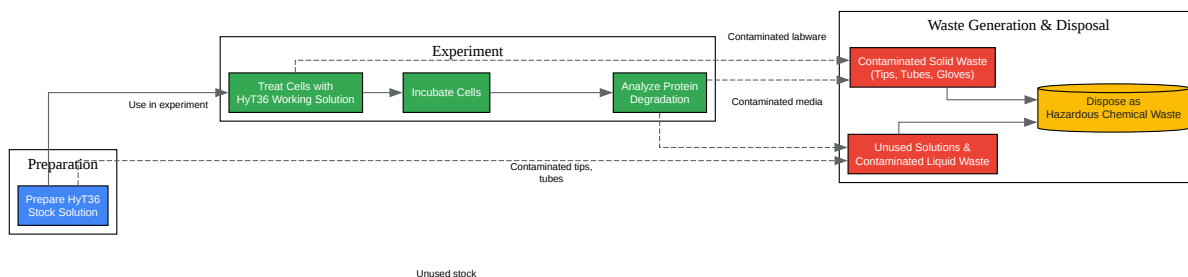 Waste Generation & Disposal
Contaminated labware
Experiment
Contaminated Solid Waste
(Tips, Tubes, Gloves)
Treat Cells with
HyT36 Working Solution
Incubate Cells
Analyze Protein
Degradation
Use in experiment
Contaminated media
Dispose as
Hazardous Chemical Waste
Unused Solutions &
Contaminated Liquid Waste
Preparation
Contaminated tips,
tubes
Prepare HyT36
Stock Solution
Unused stock